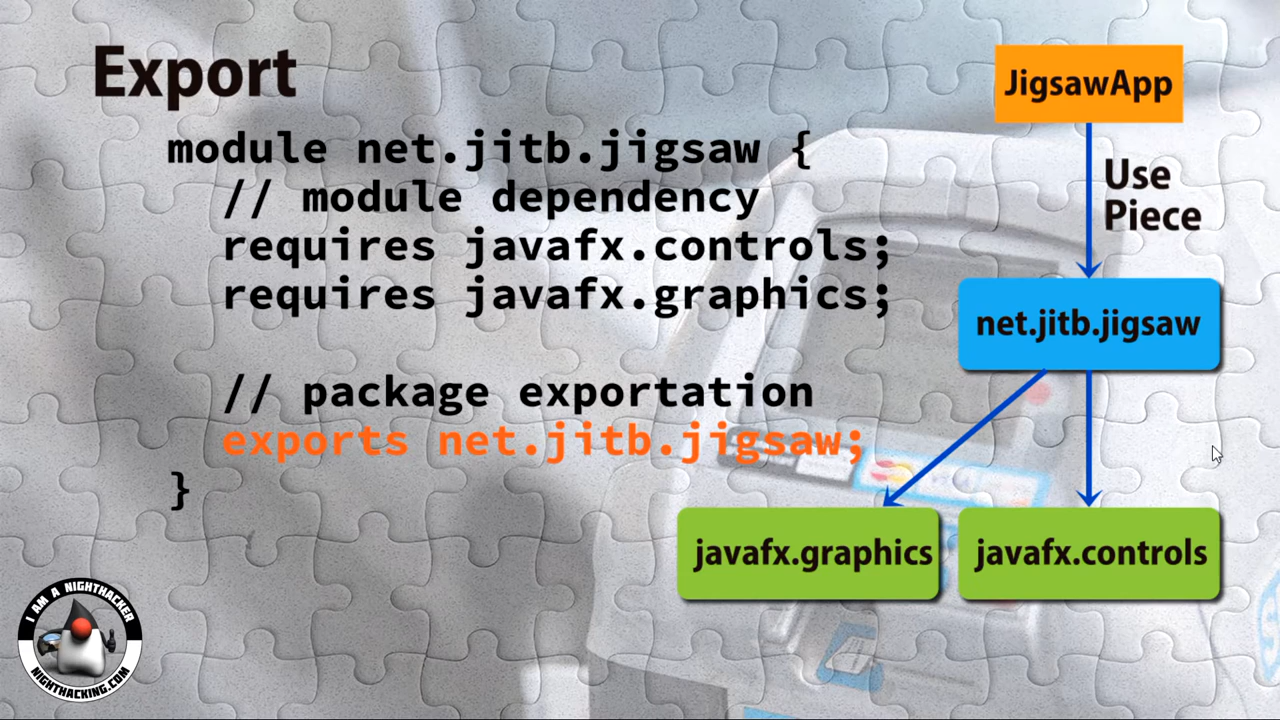 Export
module net.jitb.jigsaw {
// module dependency
requires javafx.controls;
requires javafx.graphics;
// package exportation
exports net.jitb.jigsaw;
}
JigsawApp
Use
Piece
net.jitb.jigsaw
javafx.graphics
javafx.controls
I AM A NIGHTHACKER
NIGHTHACKING.COM